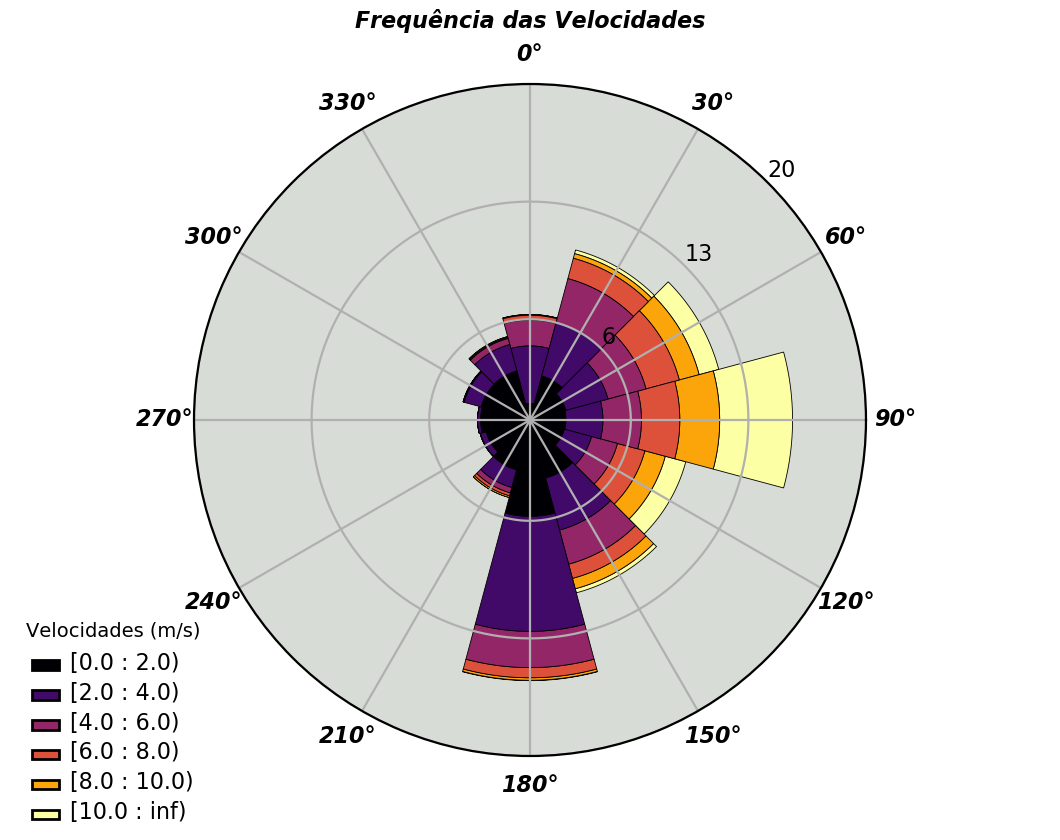 Frequência das Velocidades
0°
330°
30°
20
300°
60°
13
6
270°
90°
240°
120°
210°
150°
180°
Velocidades (m/s)
[0.0 : 2.0)
[2.0 : 4.0)
[4.0 : 6.0)
[6.0 : 8.0)
[8.0 : 10.0)
[10.0 : inf)